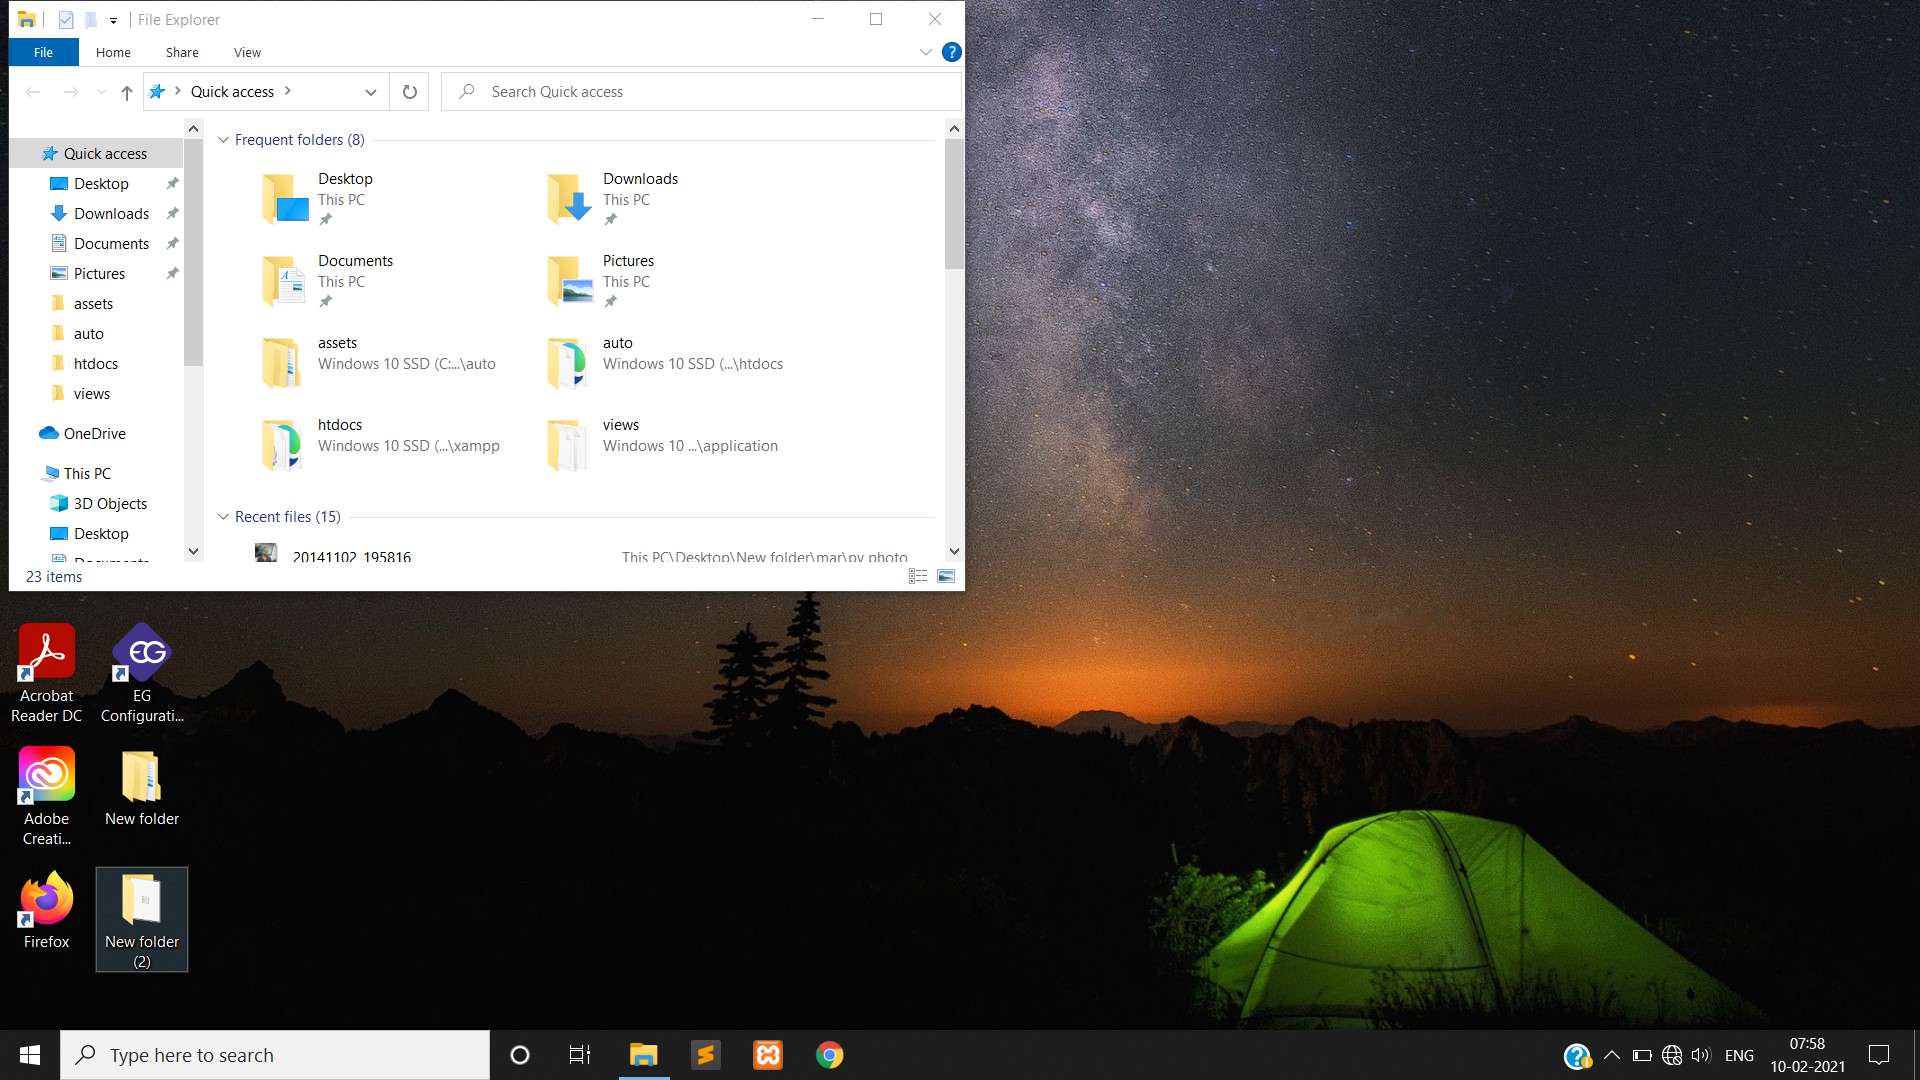 File Explorer
File
Home
Share
View
?
Quick access
Search Quick access
Quick access
Desktop
Downloads
Documents
Pictures
assets
auto
htdocs
views
OneDrive
This PC
3D Objects
Desktop
Documents
Frequent folders (8)
Desktop
This PC
Downloads
This PC
Documents
This PC
Pictures
This PC
assets
Windows 10 SSD (C:...\auto
auto
Windows 10 SSD (...\htdocs
htdocs
Windows 10 SSD (...\xampp
views
Windows 10 ...\application
Recent files (15)
20141102_195816
This PC\Desktop\New folder\mar\pv photo
23 items
Acrobat
Reader DC
EG
EG
Configurati...
Adobe
Creati...
New folder
Firefox
New folder
(2)
Type here to search
ENG
07:58
10-02-2021